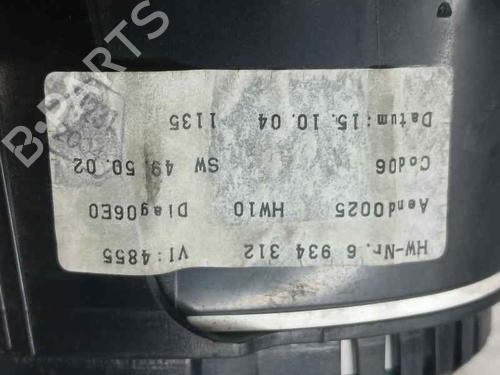 HW-Nr. 6 934 312 VI:4855
Aend0025 HW10 Diag06E0
Cod06 SW 49.50.02
Datum:15.10.04 1135
B-PARTS